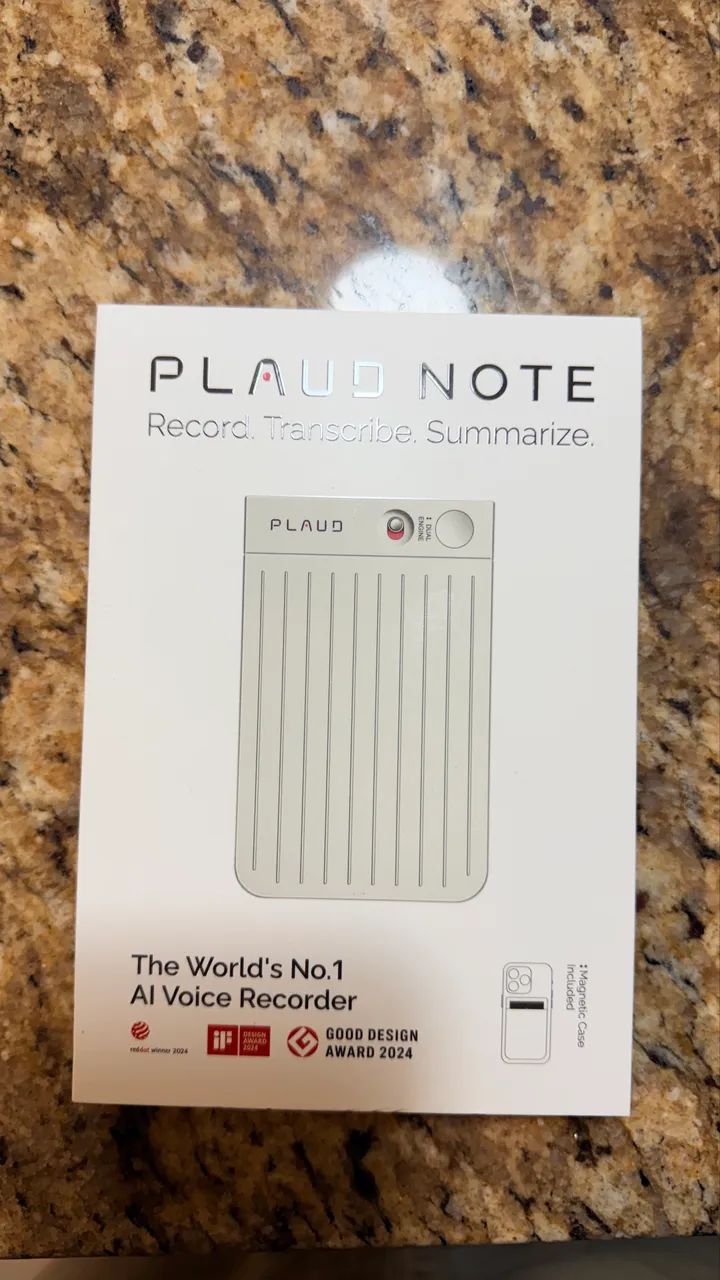 PLAUD NOTE
Record. Transcribe. Summarize.
PLAUD
: DUAL
ENGINE
The World's No.1
AI Voice Recorder
reddot winner 2024
iF
DESIGN
AWARD
2024
GOOD DESIGN
AWARD 2024
: Magnetic Case
Included